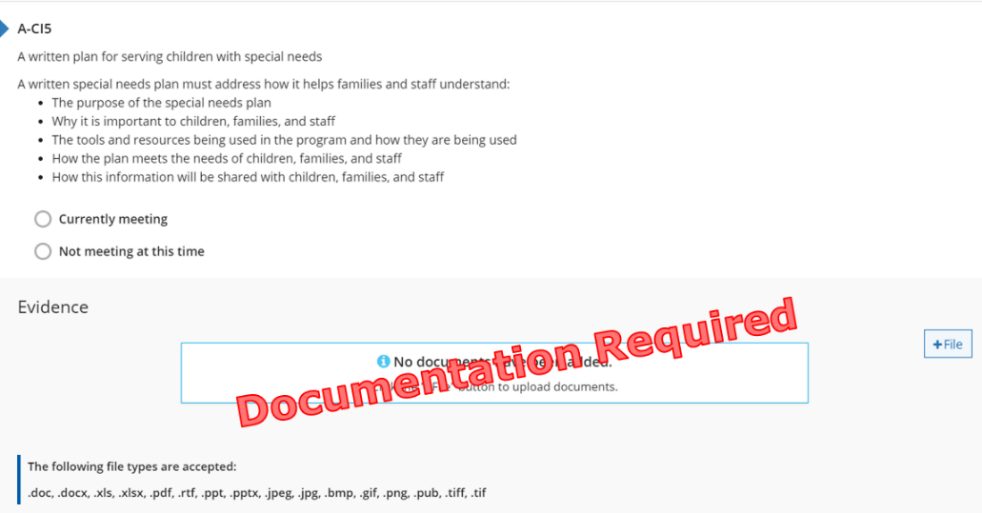 A-CI5
A written plan for serving children with special needs
A written special needs plan must address how it helps families and staff understand:
• The purpose of the special needs plan
• Why it is important to children, families, and staff
• The tools and resources being used in the program and how they are being used
• How the plan meets the needs of children, families, and staff
• How this information will be shared with children, families, and staff
Currently meeting
Not meeting at this time
Evidence
Documentation Required
+File
No documents have been added.
button to upload documents.
The following file types are accepted:
.doc, .docx, .xls, .xlsx, .pdf, .rtf, .ppt, .pptx, .jpeg, .jpg, .bmp, .gif, .png, .pub, .tiff, .tif